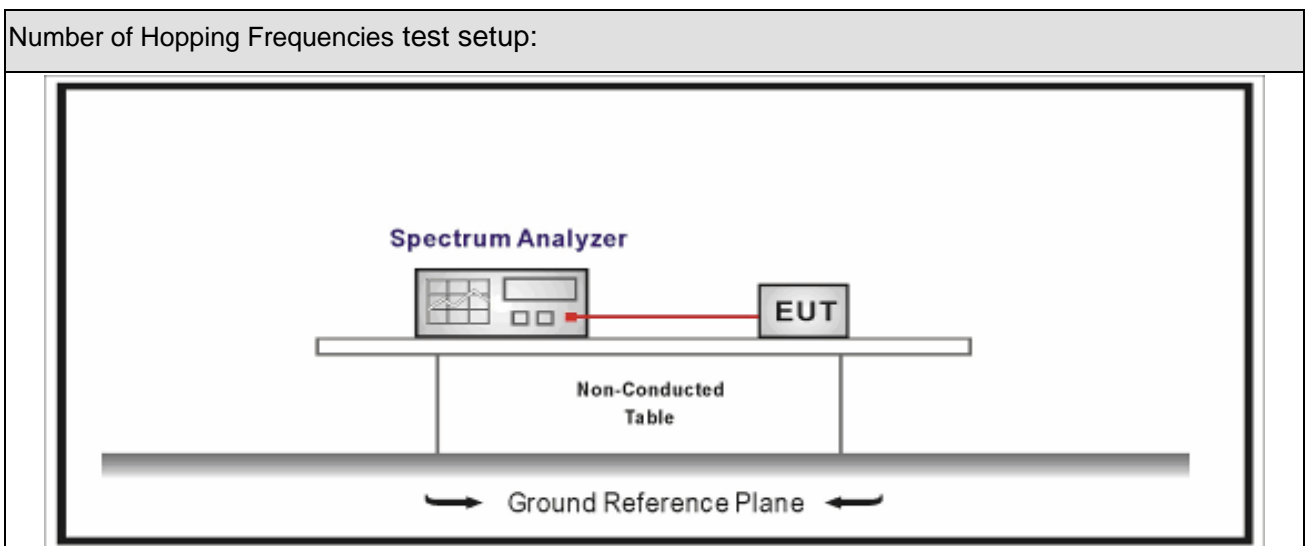 Number of Hopping Frequencies test setup:
Spectrum Analyzer
EUT
Non-Conducted
Table
Ground Reference Plane